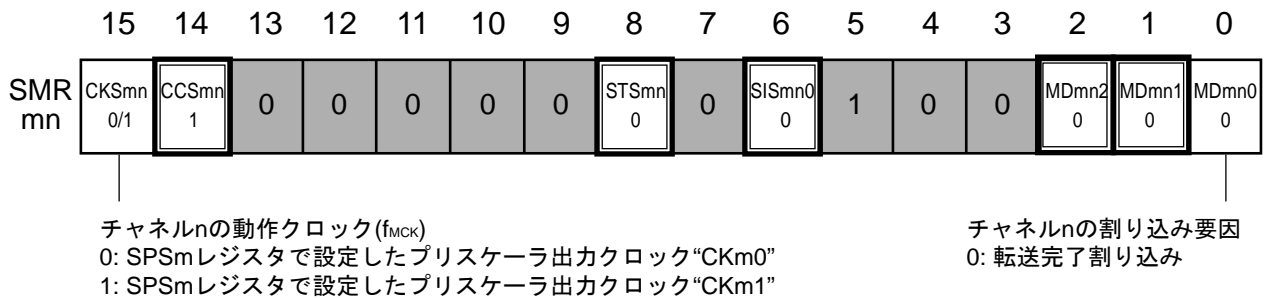 15 14 13 12 11 10 9 8 7 6 5 4 3 2 1 0
SMR CKSmn CCSmn STSmn SISmn0 MDmn2 MDmn1 MDmn0
mn 0/1 1 0 0 0 0 0 0 0 0 1 0 0 0 0 0
チャネルnの動作クロック(fMCK) チャネルnの割り込み要因
0: SPSmレジスタで設定したプリスケーラ出力クロック“CKm0” 0: 転送完了割り込み
1: SPSmレジスタで設定したプリスケーラ出力クロック“CKm1”